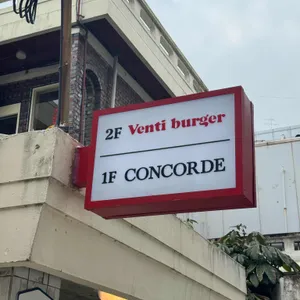 2F Venti burger
1F CONCORDE